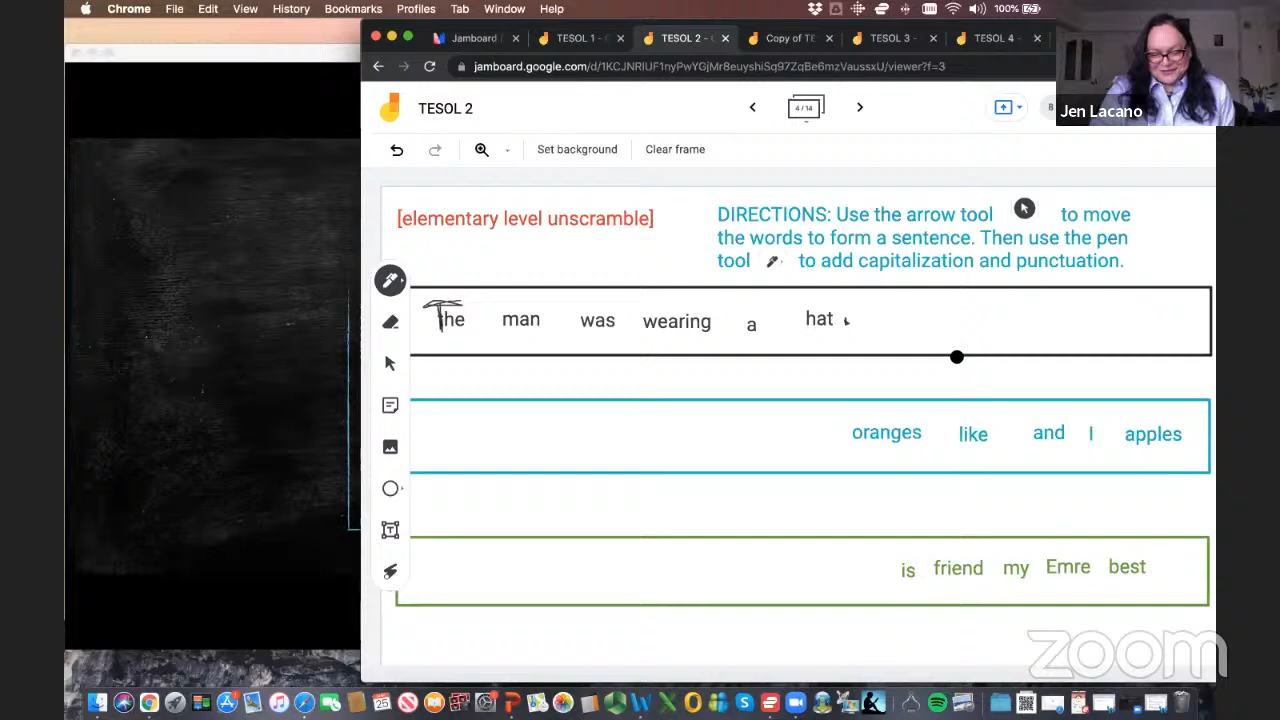 Chrome File Edit View History Bookmarks Profiles Tab Window Help 100%
Jamboard TESOL 1 - TESOL 2 - Copy of TE TESOL 3 - TESOL 4 -
jamboard.google.com/d/1KCJNRlUF1nyPwYGjMr8euyshiSq97ZqBe6mzVaussxU/viewer?f=3
Jen Lacano
TESOL 2
4 / 14
8
Set background Clear frame
[elementary level unscramble]
DIRECTIONS: Use the arrow tool to move
the words to form a sentence. Then use the pen
tool to add capitalization and punctuation.
The man was wearing a hat .
oranges like and I apples
is friend my Emre best
zoom